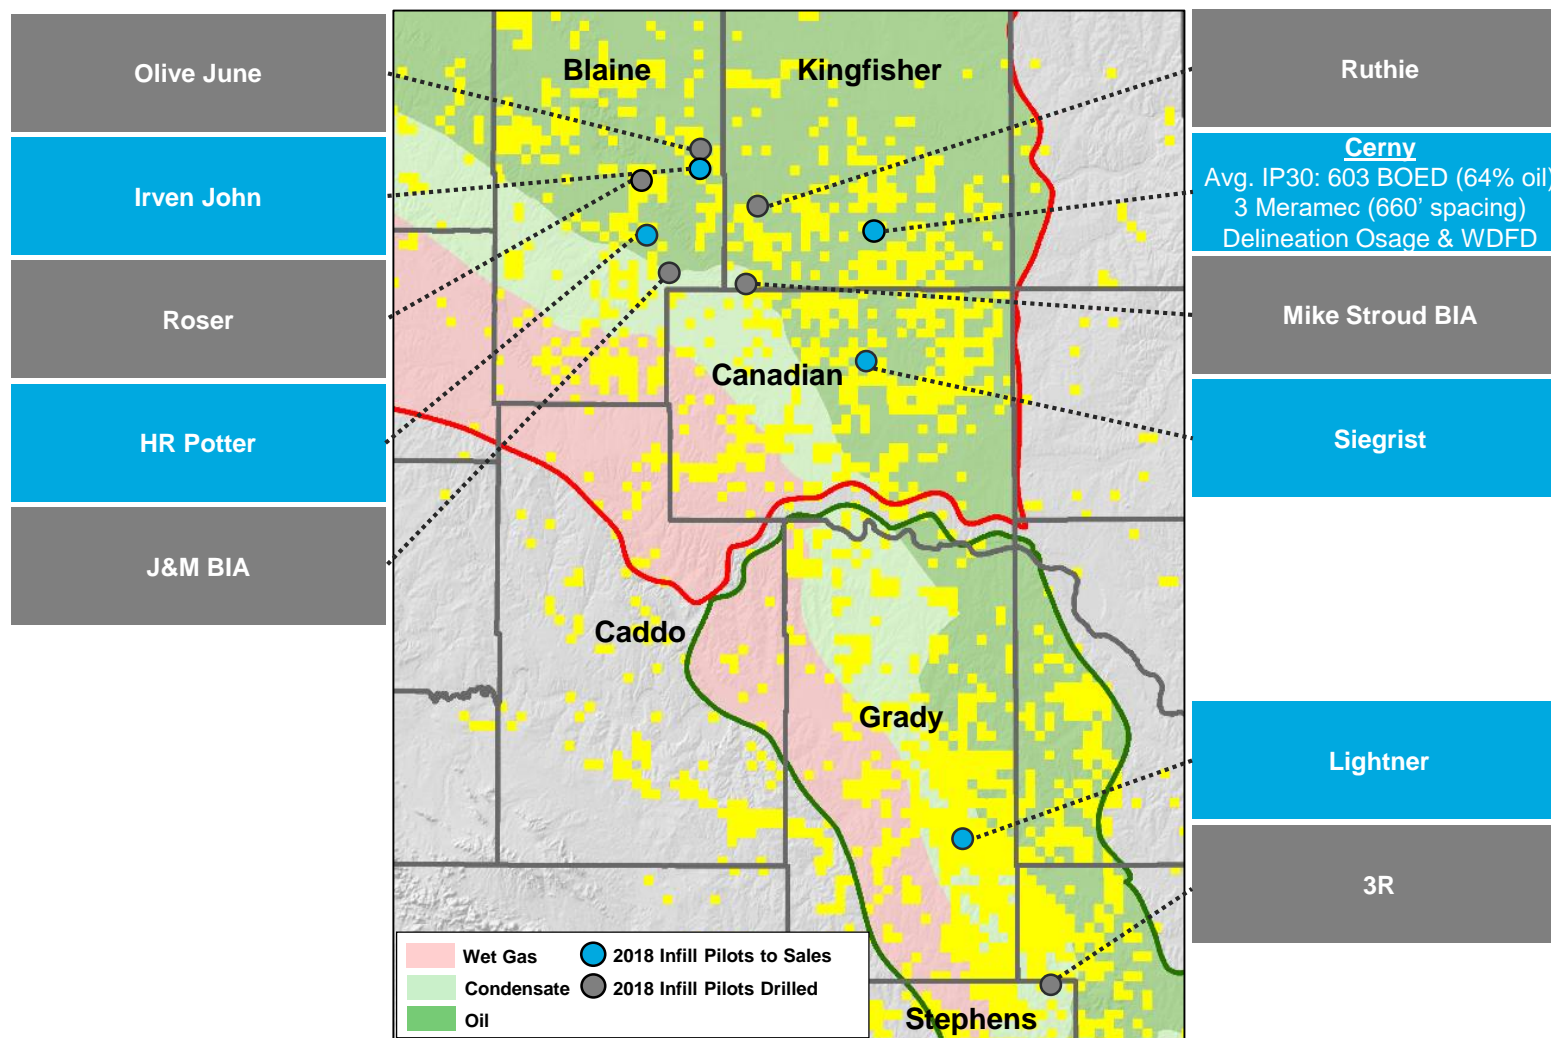 Olive June
Irven John
Roser
HR Potter
J&M BIA
Blaine
Kingfisher
Canadian
Caddo
Grady
Stephens
Wet Gas
Condensate
Oil
2018 Infill Pilots to Sales
2018 Infill Pilots Drilled
Ruthie
Cerny
Avg. IP30: 603 BOED (64% oil)
3 Meramec (660’ spacing)
Delineation Osage & WDFD
Mike Stroud BIA
Siegrist
Lightner
3R